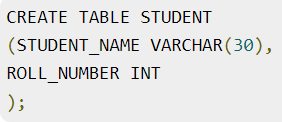 CREATE TABLE STUDENT
(STUDENT_NAME VARCHAR(30),
ROLL_NUMBER INT
);